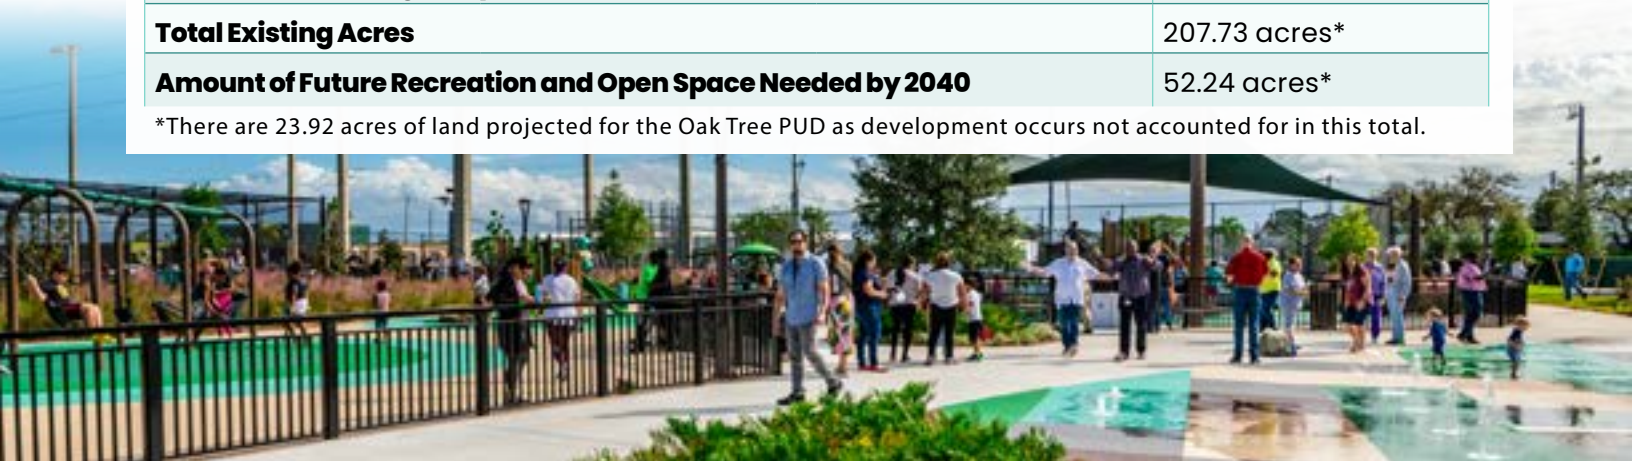 Total Existing Acres 207.73 acres*
Amount of Future Recreation and Open Space Needed by 2040 52.24 acres*
*There are 23.92 acres of land projected for the Oak Tree PUD as development occurs not accounted for in this total.